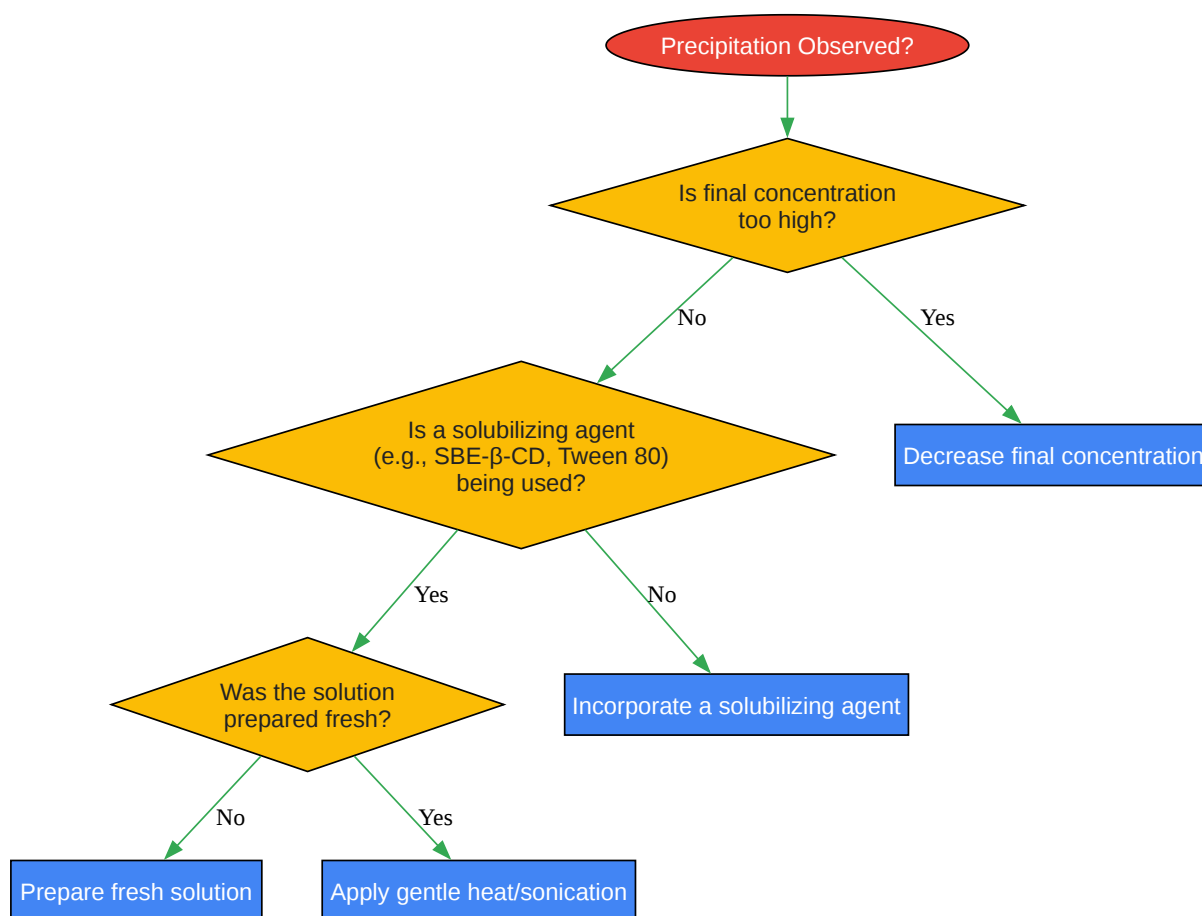 Precipitation Observed?
Is final concentration
too high?
No
Yes
Is a solubilizing agent
(e.g., SBE-β-CD, Tween 80)
being used?
Decrease final concentration
Yes
No
Was the solution
prepared fresh?
Incorporate a solubilizing agent
No
Yes
Prepare fresh solution
Apply gentle heat/sonication